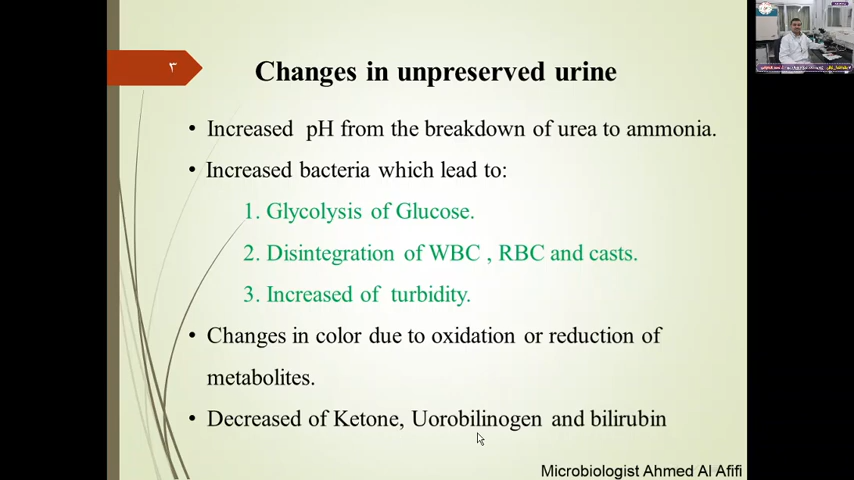 ٣
Changes in unpreserved urine
• Increased pH from the breakdown of urea to ammonia.
• Increased bacteria which lead to:
1. Glycolysis of Glucose.
2. Disintegration of WBC , RBC and casts.
3. Increased of turbidity.
• Changes in color due to oxidation or reduction of
metabolites.
• Decreased of Ketone, Uorobilinogen and bilirubin
Microbiologist Ahmed Al Afifi